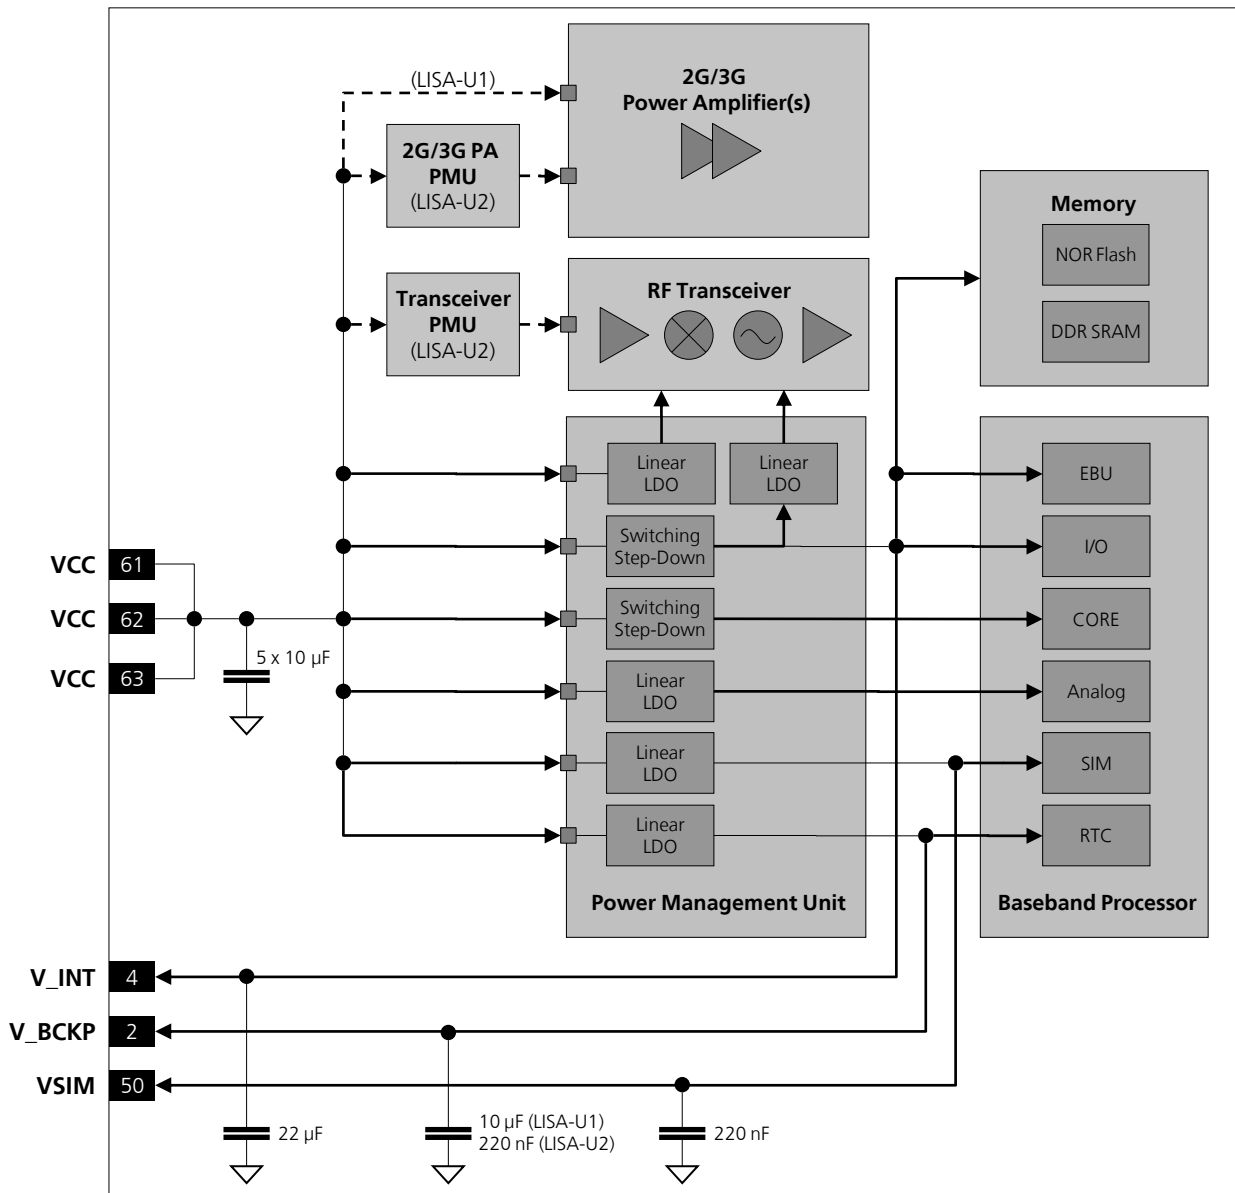 (LISA-U1)
2G/3G
Power Amplifier(s)
2G/3G PA
PMU
(LISA-U2)
Memory
NOR Flash
DDR SRAM
Transceiver
PMU
(LISA-U2)
RF Transceiver
Linear
LDO
Linear
LDO
EBU
Switching
Step-Down
I/O
VCC 61
VCC 62
VCC 63
5 x 10 µF
Switching
Step-Down
CORE
Linear
LDO
Analog
Linear
LDO
SIM
Linear
LDO
RTC
Power Management Unit
Baseband Processor
V_INT 4
V_BCKP 2
VSIM 50
22 µF
10 µF (LISA-U1)
220 nF (LISA-U2)
220 nF